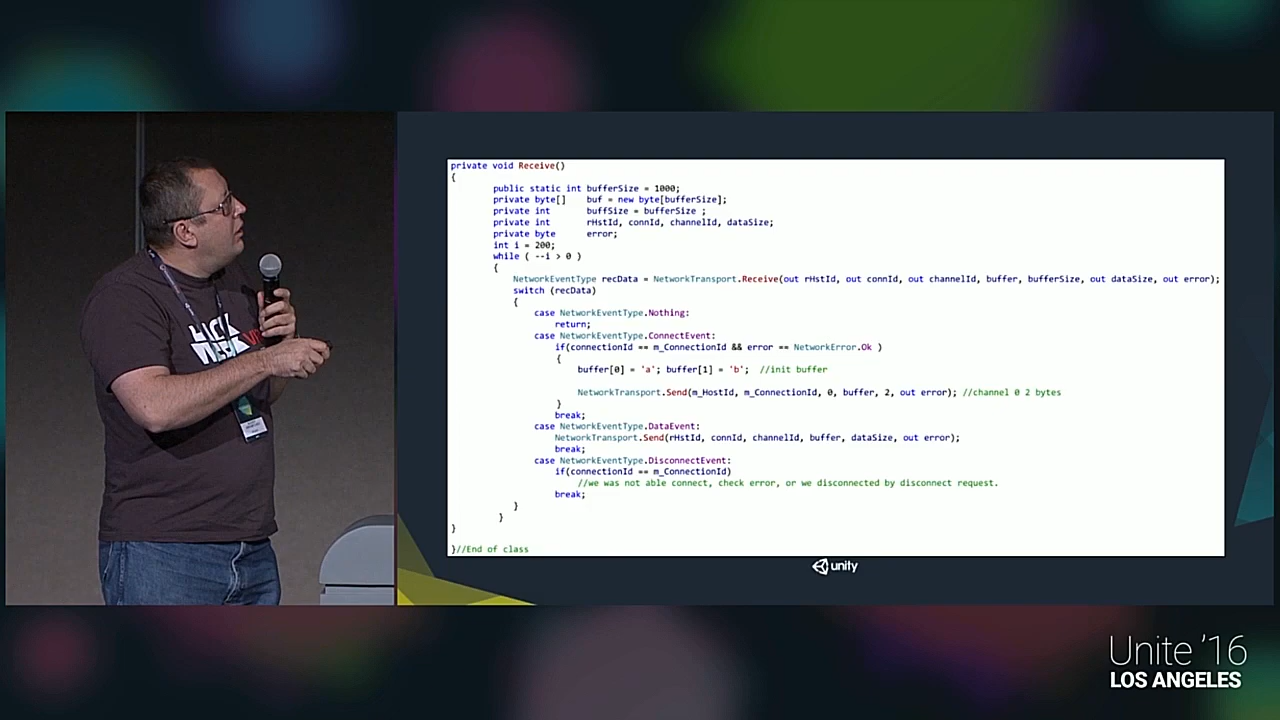 HACK
WEEK
private void Receive()
{
public static int bufferSize = 1000;
private byte[] buf = new byte[bufferSize];
private int buffSize = bufferSize ;
private int rHstId, connId, channelId, dataSize;
private byte error;
int i = 200;
while ( --i > 0 )
{
NetworkEventType recData = NetworkTransport.Receive(out rHstId, out connId, out channelId, buffer, bufferSize, out dataSize, out error);
switch (recData)
{
case NetworkEventType.Nothing:
return;
case NetworkEventType.ConnectEvent:
if(connectionId == m_ConnectionId && error == NetworkError.Ok )
{
buffer[0] = 'a'; buffer[1] = 'b'; //init buffer
NetworkTransport.Send(m_HostId, m_ConnectionId, 0, buffer, 2, out error); //channel 0 2 bytes
}
break;
case NetworkEventType.DataEvent:
NetworkTransport.Send(rHstId, connId, channelId, buffer, dataSize, out error);
break;
case NetworkEventType.DisconnectEvent:
if(connectionId == m_ConnectionId)
//we was not able connect, check error, or we disconnected by disconnect request.
break;
}
}
}
}//End of class
unity
Unite '16
LOS ANGELES